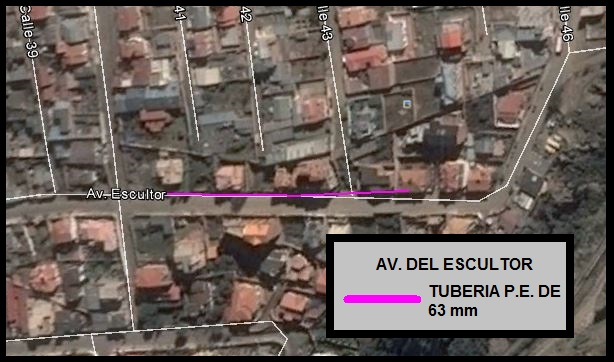 Calle-39
41
42
lle-43
lle-46
Av. Escultor
AV. DEL ESCULTOR
TUBERIA P.E. DE
63 mm